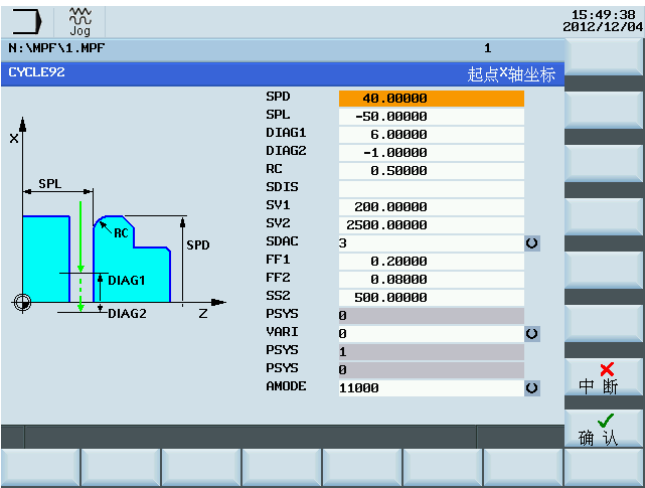 Jog
15:49:38
2012/12/04
N:\MPF\1.MPF 1
CYCLE92 起点X轴坐标
SPD 40.00000
SPL -50.00000
DIAG1 6.00000
DIAG2 -1.00000
RC 0.50000
SDIS
SV1 200.00000
SV2 2500.00000
SDAC 3
FF1 0.20000
FF2 0.08000
SS2 500.00000
PSYS 0
VARI 0
PSYS 1
PSYS 0
AMODE 11000
X
SPL
RC
SPD
DIAG1
DIAG2
Z
中断
确认